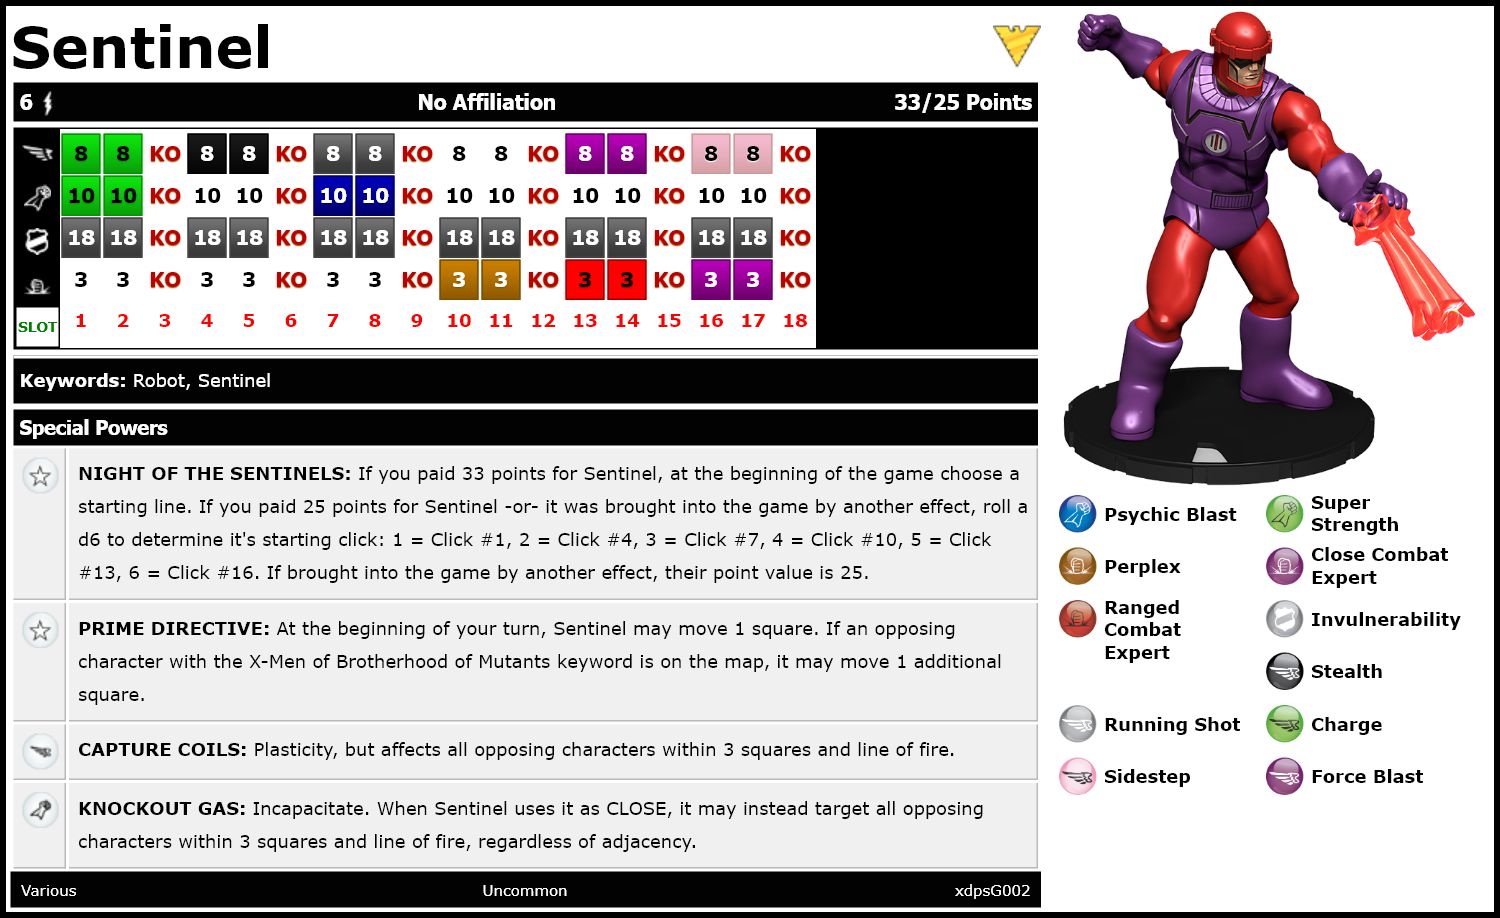 Sentinel
6 No Affiliation 33/25 Points
8 8 KO 8 8 KO 8 8 KO 8 8 KO 8 8 KO 8 8 KO
10 10 KO 10 10 KO 10 10 KO 10 10 KO 10 10 KO 10 10 KO
18 18 KO 18 18 KO 18 18 KO 18 18 KO 18 18 KO 18 18 KO
3 3 KO 3 3 KO 3 3 KO 3 3 KO 3 3 KO 3 3 KO
SLOT 1 2 3 4 5 6 7 8 9 10 11 12 13 14 15 16 17 18
Keywords: Robot, Sentinel
Special Powers
NIGHT OF THE SENTINELS: If you paid 33 points for Sentinel, at the beginning of the game choose a
starting line. If you paid 25 points for Sentinel -or- it was brought into the game by another effect, roll a
d6 to determine it's starting click: 1 = Click #1, 2 = Click #4, 3 = Click #7, 4 = Click #10, 5 = Click
#13, 6 = Click #16. If brought into the game by another effect, their point value is 25.
PRIME DIRECTIVE: At the beginning of your turn, Sentinel may move 1 square. If an opposing
character with the X-Men of Brotherhood of Mutants keyword is on the map, it may move 1 additional
square.
CAPTURE COILS: Plasticity, but affects all opposing characters within 3 squares and line of fire.
KNOCKOUT GAS: Incapacitate. When Sentinel uses it as CLOSE, it may instead target all opposing
characters within 3 squares and line of fire, regardless of adjacency.
Various Uncommon xdpsG002
Psychic Blast
Super
Strength
Perplex
Close Combat
Expert
Ranged
Combat
Expert
Invulnerability
Stealth
Running Shot
Charge
Sidestep
Force Blast